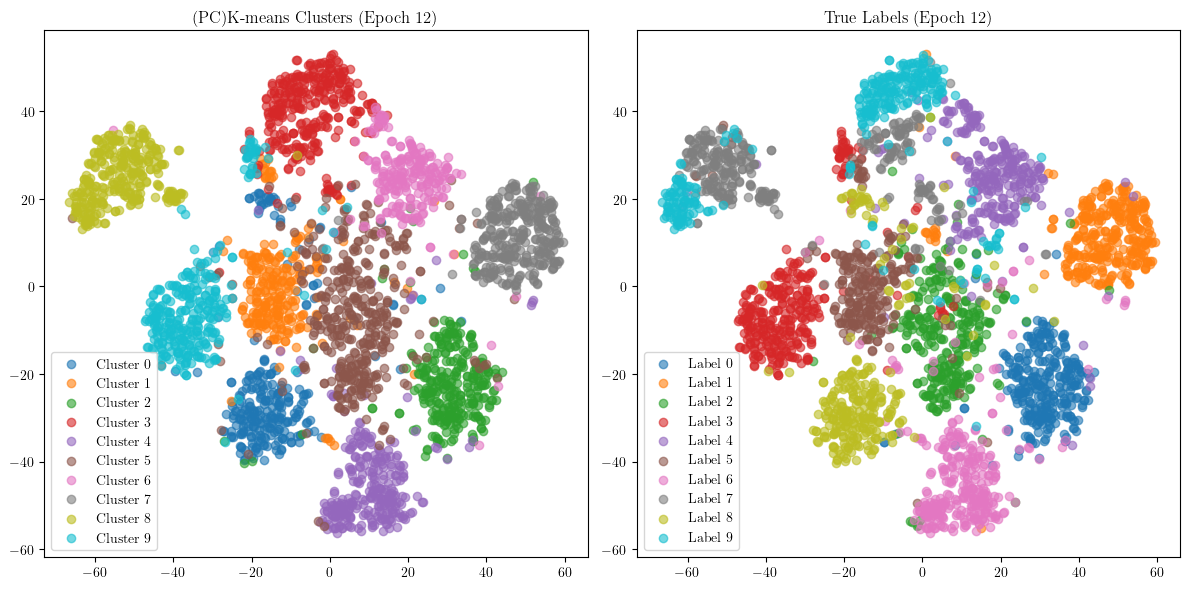 (PC)K-means Clusters (Epoch 12)
40
20
0
−20
−40
−60
−60
−40
−20
0
20
40
60
Cluster 0
Cluster 1
Cluster 2
Cluster 3
Cluster 4
Cluster 5
Cluster 6
Cluster 7
Cluster 8
Cluster 9
True Labels (Epoch 12)
40
20
0
−20
−40
−60
−60
−40
−20
0
20
40
60
Label 0
Label 1
Label 2
Label 3
Label 4
Label 5
Label 6
Label 7
Label 8
Label 9